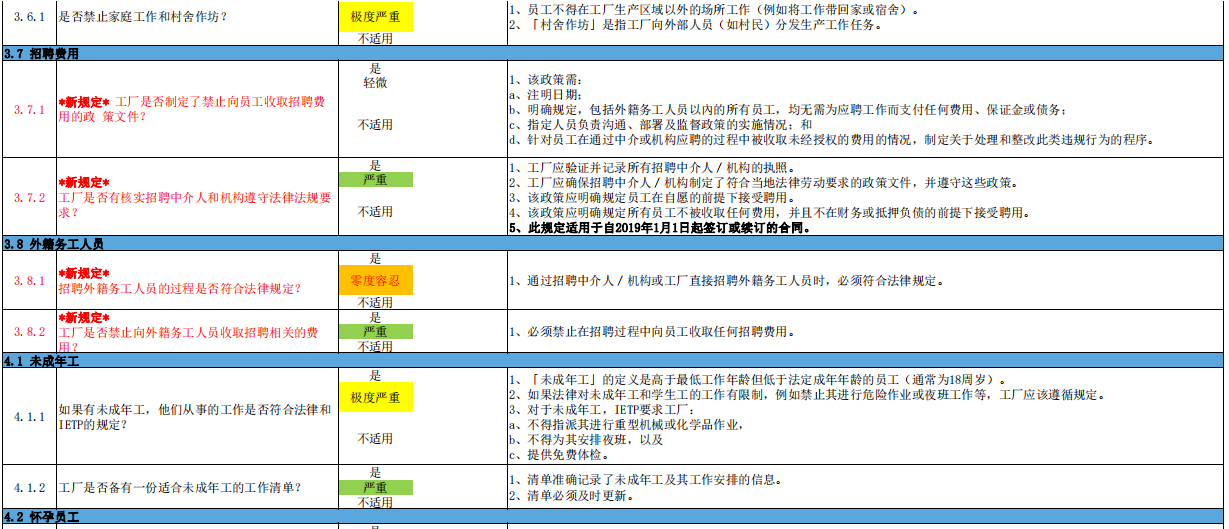 3.6.1
是否禁止家庭工作和村舍作坊？
极度严重
不适用
1、员工不得在工厂生产区域以外的场所工作（例如将工作带回家或宿舍）。
2、「村舍作坊」是指工厂向外部人员（如村民）分发生产工作任务。
3.7 招聘费用
3.7.1
*新规定* 工厂是否制定了禁止向员工收取招聘费
用的政 策文件？
是
轻微
不适用
1、该政策需：
a、注明日期；
b、明确规定，包括外籍务工人员以内的所有员工，均无需为应聘工作而支付任何费用、保证金或债务；
c、指定人员负责沟通、部署及监督政策的实施情况；和
d、针对员工在通过中介或机构应聘的过程中被收取未经授权的费用的情况，制定关于处理和整改此类违规行为的程序。
3.7.2
*新规定*
工厂是否有核实招聘中介人和机构遵守法律法规要
求？
是
严重
不适用
1、工厂应验证并记录所有招聘中介人／机构的执照。
2、工厂应确保招聘中介人／机构制定了符合当地法律劳动要求的政策文件，并遵守这些政策。
3、该政策应明确规定员工在自愿的前提下接受聘用。
4、该政策应明确规定所有员工不被收取任何费用，并且不在财务或抵押负债的前提下接受聘用。
5、此规定适用于自2019年1月1日起签订或续订的合同。
3.8 外籍务工人员
3.8.1
*新规定*
招聘外籍务工人员的过程是否符合法律规定？
是
零度容忍
不适用
1、通过招聘中介人／机构或工厂直接招聘外籍务工人员时，必须符合法律规定。
3.8.2
*新规定*
工厂是否禁止向外籍务工人员收取招聘相关的费
用？
是
严重
不适用
1、必须禁止在招聘过程中向员工收取任何招聘费用。
4.1 未成年工
4.1.1
如果有未成年工，他们从事的工作是否符合法律和
IETP的规定？
是
极度严重
不适用
1、「未成年工」的定义是高于最低工作年龄但低于法定成年年龄的员工（通常为18周岁）。
2、如果法律对未成年工和学生工的工作有限制，例如禁止其进行危险作业或夜班工作等，工厂应该遵循规定。
3、对于未成年工，IETP要求工厂：
a、不得指派其进行重型机械或化学品作业，
b、不得为其安排夜班，以及
c、提供免费体检。
4.1.2
工厂是否备有一份适合未成年工的工作清单？
是
严重
不适用
1、清单准确记录了未成年工及其工作安排的信息。
2、清单必须及时更新。
4.2 怀孕员工